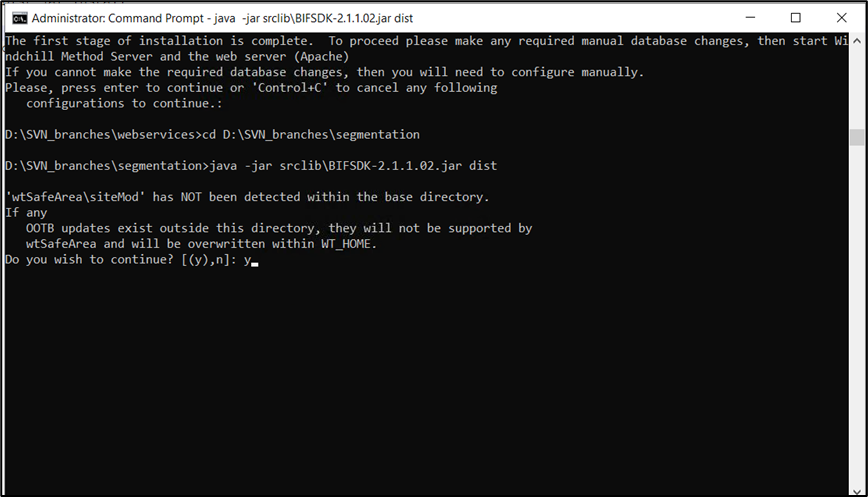 Administrator: Command Prompt - java  -jar srclib\BIFSDK-2.1.1.02.jar dist
The first stage of installation is complete.  To proceed please make any required manual database changes, then start Wi
ndchill Method Server and the web server (Apache)
If you cannot make the required database changes, then you will need to configure manually.
Please, press enter to continue or 'Control+C' to cancel any following
   configurations to continue.:
D:\SVN_branches\webservices>cd D:\SVN_branches\segmentation
D:\SVN_branches\segmentation>java -jar srclib\BIFSDK-2.1.1.02.jar dist
'wtSafeArea\siteMod' has NOT been detected within the base directory.
If any
   OOTB updates exist outside this directory, they will not be supported by
   wtSafeArea and will be overwritten within WT_HOME.
Do you wish to continue? [(y),n]: y